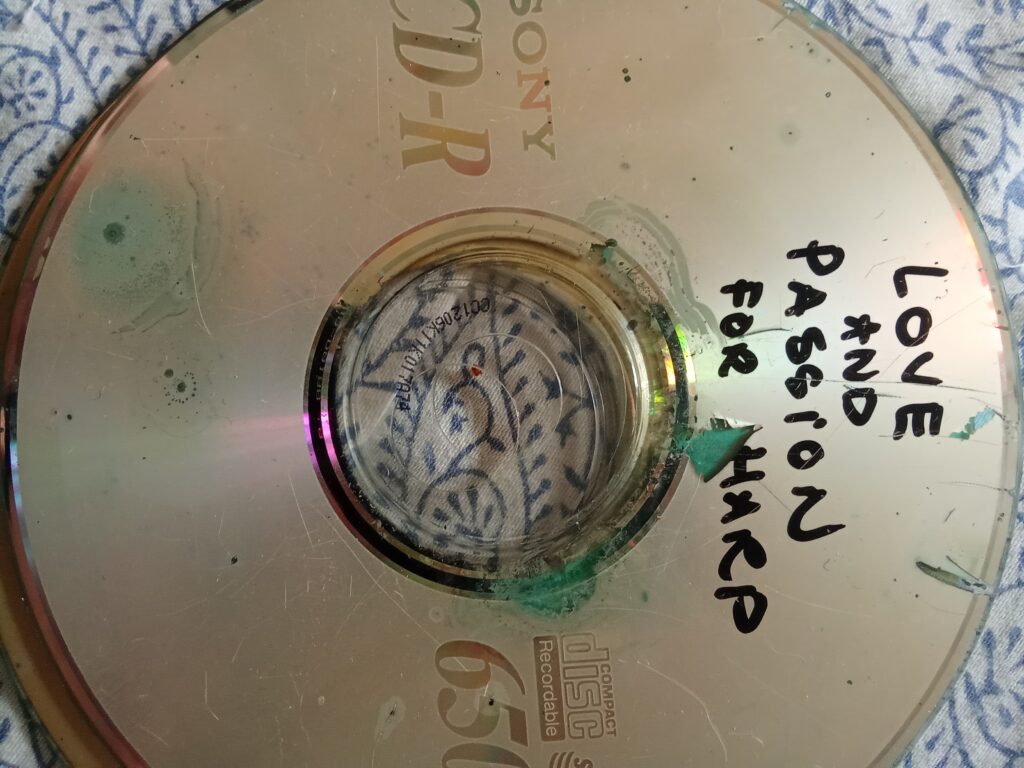 LOVE
AND
PASSION
FOR HARP
SONY
CD-R
COMPACT
disc
Recordable
650